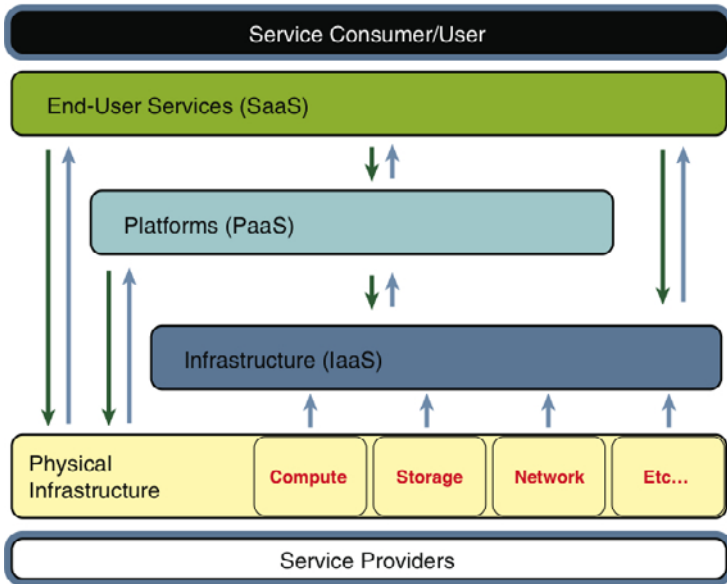 Service Consumer/User
End-User Services (SaaS)
Platforms (PaaS)
Infrastructure (IaaS)
Physical
Infrastructure
Compute
Storage
Network
Etc...
Service Providers